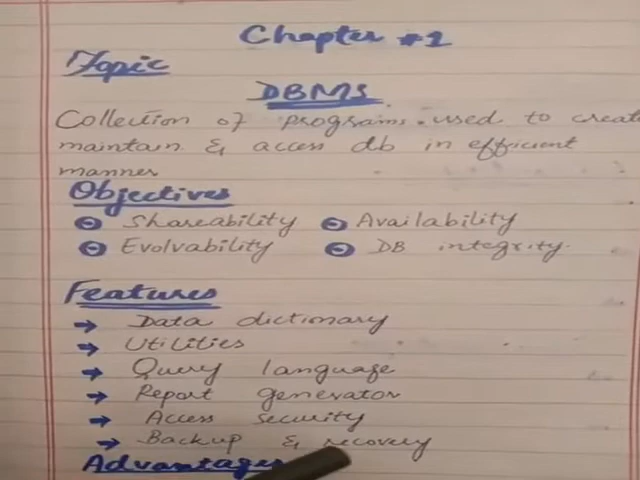 Chapter #1
Topic
DBMS
Collection of programs used to create
maintain & access db in efficient
manner
Objectives
Shareability Availability
Evolvability DB integrity.
Features
→ Data dictionary
→ Utilities
→ Query language
→ Report generator
→ Access security
→ Backup & recovery
Advantages